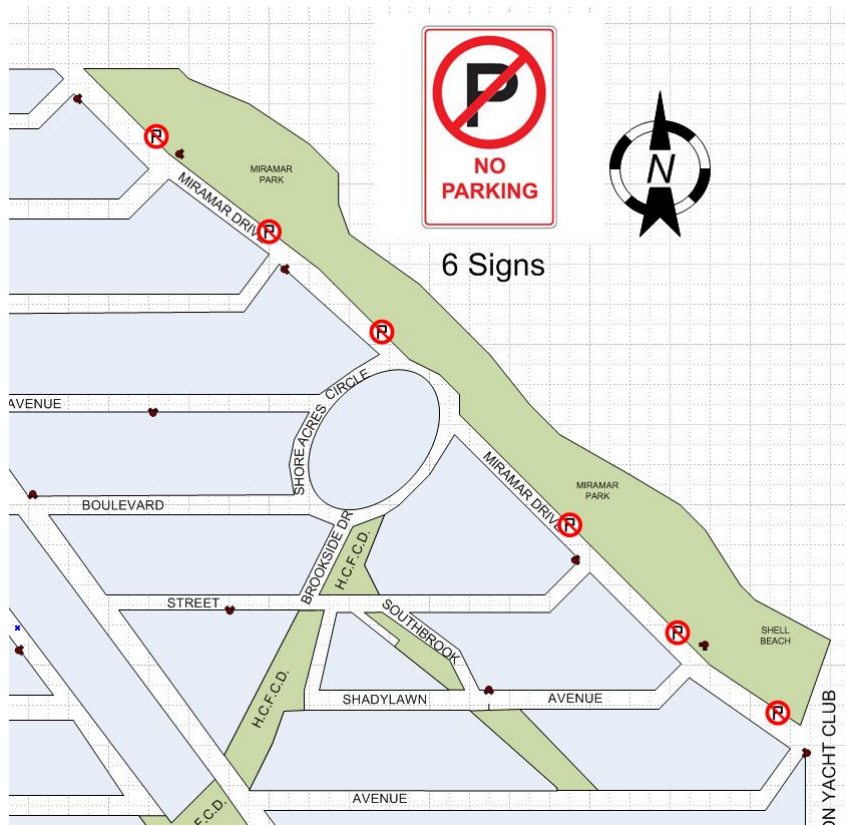 P
NO
PARKING
6 Signs
N
MIRAMAR
PARK
P
MIRAMAR DRIVE
P
P
SHORE ACRES CIRCLE
AVENUE
MIRAMAR DRIVE
MIRAMAR
PARK
P
BOULEVARD
BROOKSIDE DR
H.C.F.C.D.
STREET
SOUTHBROOK
P
SHELL
BEACH
H.C.F.C.D.
SHADYLAWN
AVENUE
P
ON YACHT CLUB
AVENUE
F.C.D.